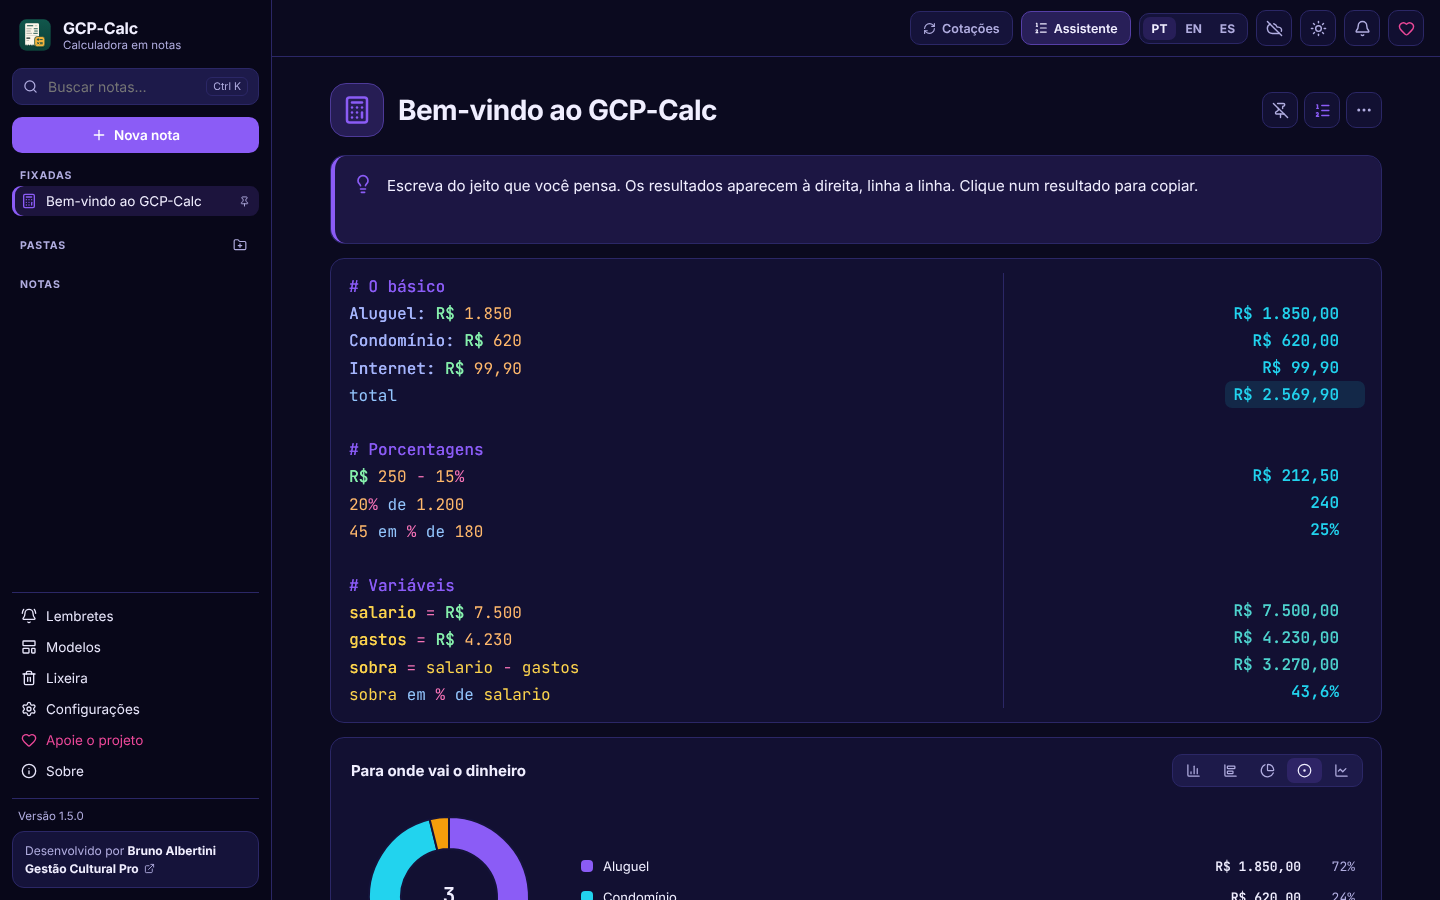 GCP-Calc
Calculadora em notas
Buscar notas...
Ctrl K
Nova nota
FIXADAS
Bem-vindo ao GCP-Calc
PASTAS
NOTAS
Lembretes
Modelos
Lixeira
Configurações
Apoie o projeto
Sobre
Versão 1.5.0
Desenvolvido por Bruno Albertini
Gestão Cultural Pro
Cotações
Assistente
PT EN ES
Bem-vindo ao GCP-Calc
Escreva do jeito que você pensa. Os resultados aparecem à direita, linha a linha. Clique num resultado para copiar.
# O básico
Aluguel: R$ 1.850 R$ 1.850,00
Condomínio: R$ 620 R$ 620,00
Internet: R$ 99,90 R$ 99,90
total R$ 2.569,90
# Porcentagens
R$ 250 - 15% R$ 212,50
20% de 1.200 240
45 em % de 180 25%
# Variáveis
salario = R$ 7.500 R$ 7.500,00
gastos = R$ 4.230 R$ 4.230,00
sobra = salario - gastos R$ 3.270,00
sobra em % de salario 43,6%
Para onde vai o dinheiro
3
Aluguel R$ 1.850,00 72%
Condomínio R$ 620,00 24%